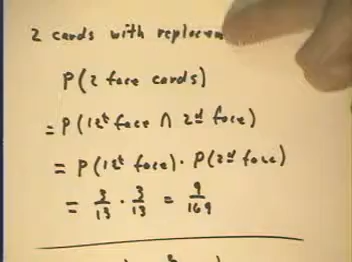 2 cards with replacem
P(2 face cards)
= P(1st face ∩ 2nd face)
= P(1st face) · P(2nd face)
= 3/13 · 3/13 = 9/169